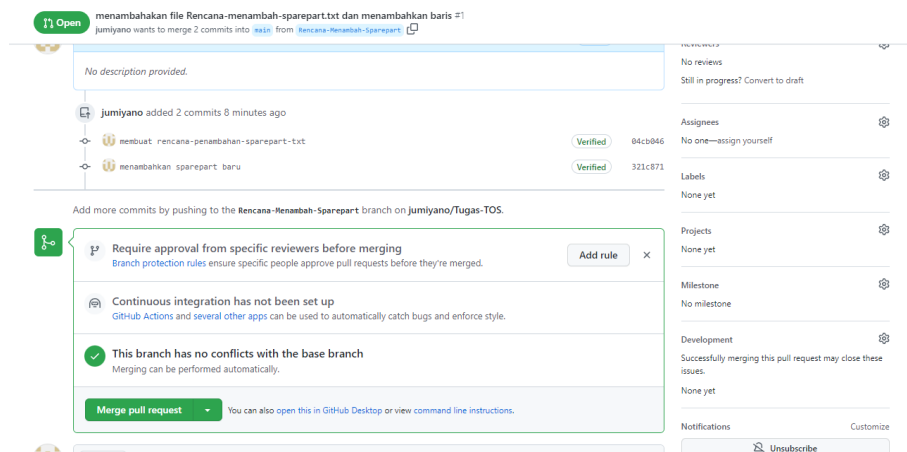 Open
menambahakan file Rencana-menambah-sparepart.txt dan menambahkan baris #1
jumiyano wants to merge 2 commits into main from Rencana-Menambah-Sparepart
No description provided.
jumiyano added 2 commits 8 minutes ago
membuat rencana-penambahan-sparepart-txt Verified 04cb046
menambahkan sparepart baru Verified 321c871
Add more commits by pushing to the Rencana-Menambah-Sparepart branch on jumiyano/Tugas-TOS.
Require approval from specific reviewers before merging
Branch protection rules ensure specific people approve pull requests before they're merged.
Add rule
Continuous integration has not been set up
GitHub Actions and several other apps can be used to automatically catch bugs and enforce style.
This branch has no conflicts with the base branch
Merging can be performed automatically.
Merge pull request
You can also open this in GitHub Desktop or view command line instructions.
Reviewers
No reviews
Still in progress? Convert to draft
Assignees
No one—assign yourself
Labels
None yet
Projects
None yet
Milestone
No milestone
Development
Successfully merging this pull request may close these
issues.
None yet
Notifications Customize
Unsubscribe